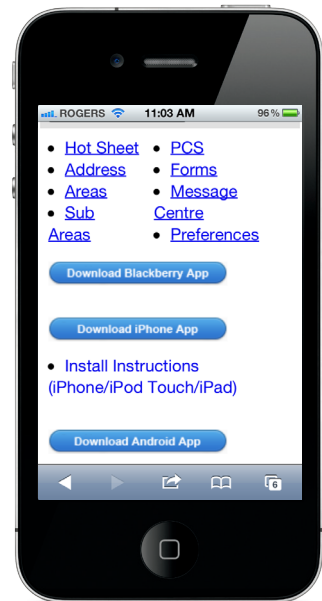 ROGERS 11:03 AM 96%
• Hot Sheet • PCS
• Address • Forms
• Areas • Message
• Sub Centre
Areas • Preferences
Download Blackberry App
Download iPhone App
• Install Instructions
(iPhone/iPod Touch/iPad)
Download Android App
6